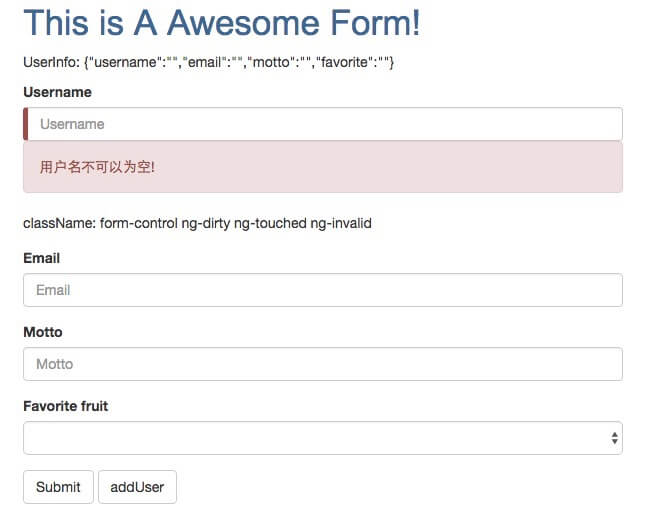 This is A Awesome Form!
UserInfo: {"username":"","email":"","motto":"","favorite":""}
Username
Username
用户名不可以为空!
className: form-control ng-dirty ng-touched ng-invalid
Email
Email
Motto
Motto
Favorite fruit
Submit addUser